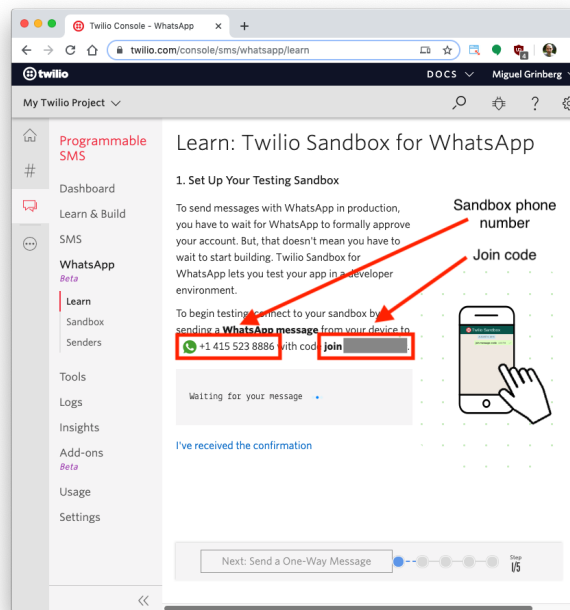 Twilio Console - WhatsApp
twilio.com/console/sms/whatsapp/learn
twilio
DOCS
Miguel Grinberg
My Twilio Project
Programmable
SMS
Dashboard
Learn & Build
SMS
WhatsApp
Beta
Learn
Sandbox
Senders
Tools
Logs
Insights
Add-ons
Beta
Usage
Settings
Learn: Twilio Sandbox for WhatsApp
1. Set Up Your Testing Sandbox
To send messages with WhatsApp in production,
you have to wait for WhatsApp to formally approve
your account. But, that doesn't mean you have to
wait to start building. Twilio Sandbox for
WhatsApp lets you test your app in a developer
environment.
To begin testing, connect to your sandbox by
sending a WhatsApp message from your device to
+1 415 523 8886 with code join .
Sandbox phone
number
Join code
Twilio Sandbox
Waiting for your message
I've received the confirmation
Next: Send a One-Way Message
Step
1/5